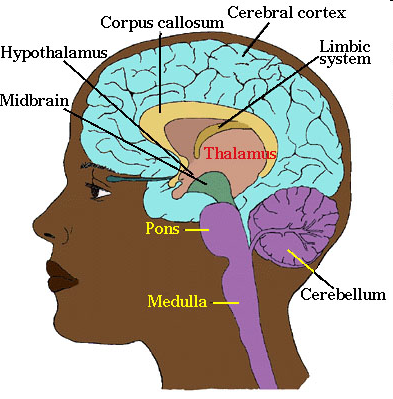 Corpus callosum
Cerebral cortex
Hypothalamus
Limbic
system
Midbrain
Thalamus
Pons
Medulla
Cerebellum